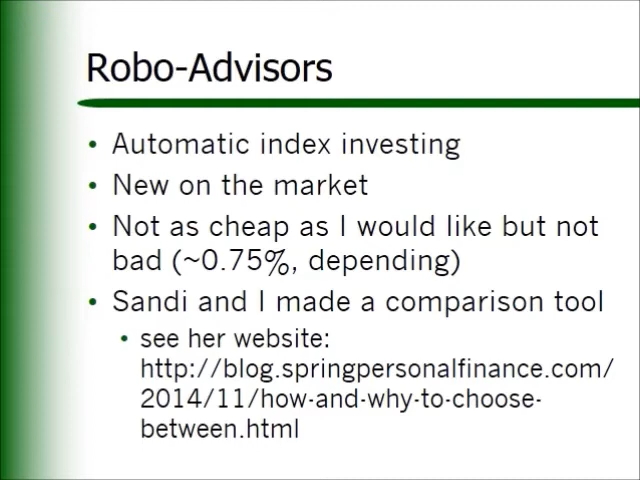 Robo-Advisors
• Automatic index investing
• New on the market
• Not as cheap as I would like but not
bad (~0.75%, depending)
• Sandi and I made a comparison tool
• see her website:
http://blog.springpersonalfinance.com/
2014/11/how-and-why-to-choose-
between.html